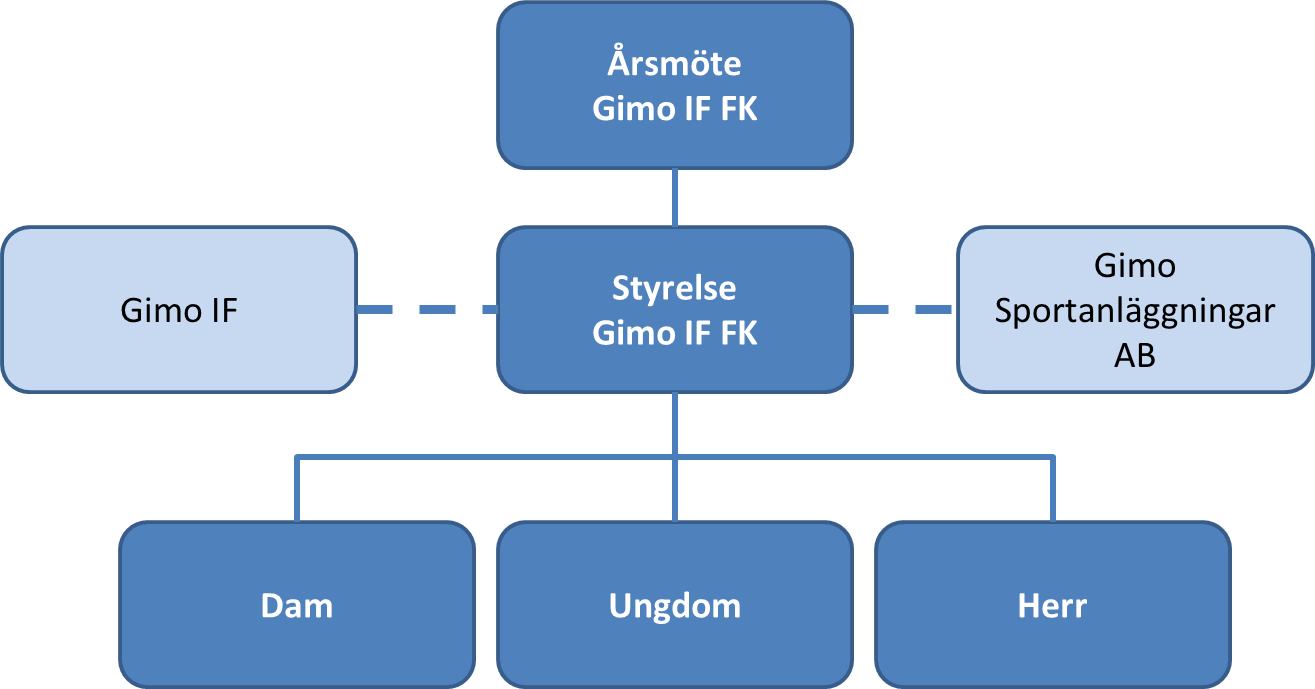 Årsmöte
Gimo IF FK
Gimo IF
Styrelse
Gimo IF FK
Gimo
Sportanläggningar
AB
Dam
Ungdom
Herr